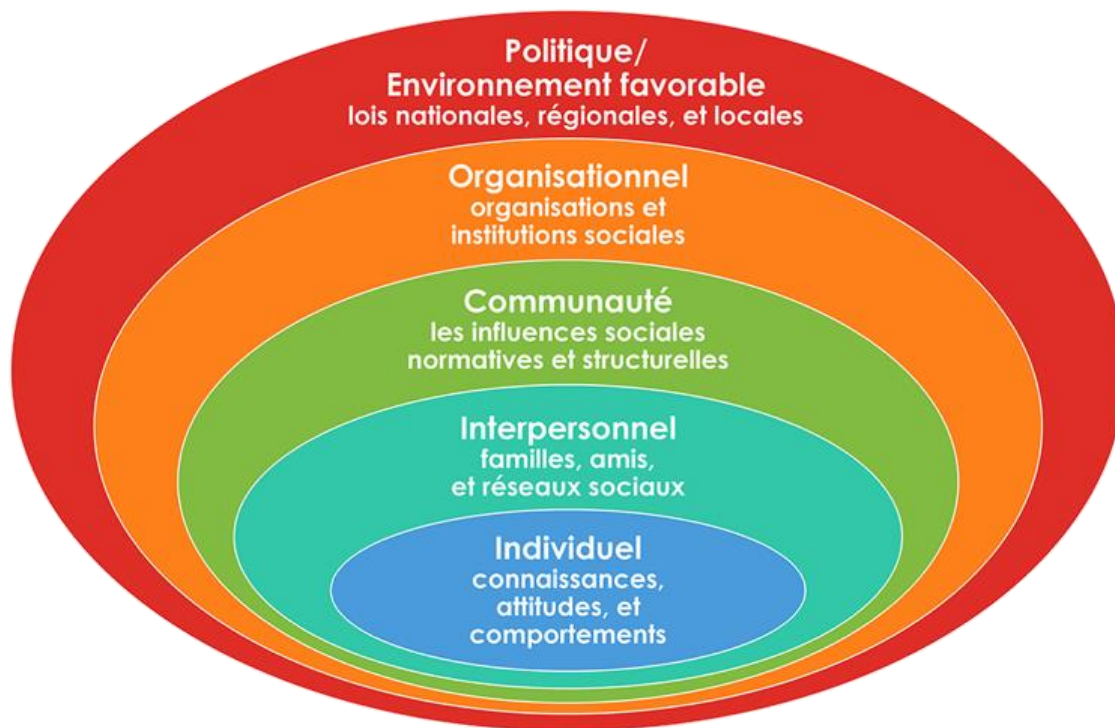 Politique/
Environnement favorable
lois nationales, régionales, et locales
Organisationnel
organisations et
institutions sociales
Communauté
les influences sociales
normatives et structurelles
Interpersonnel
familles, amis,
et réseaux sociaux
Individuel
connaissances,
attitudes, et
comportements